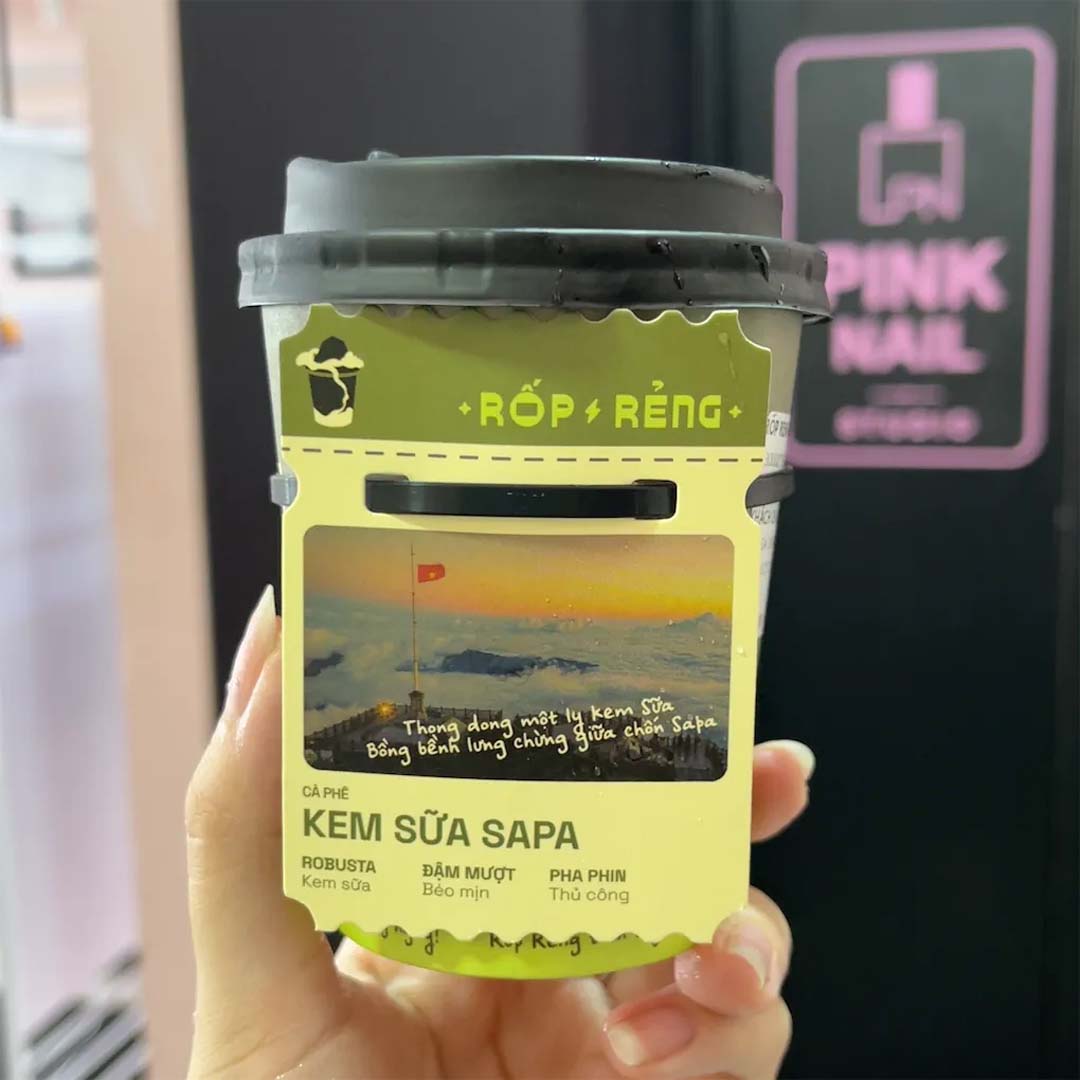 RỐP RẺNG
Thong dong một ly kem Sữa
Bồng bềnh lưng chừng giữa chốn Sapa
CÀ PHÊ
KEM SỮA SAPA
ROBUSTA ĐẬM MƯỢT PHA PHIN
Kem sữa Béo mịn Thủ công
PINK
NAIL
STUDIO